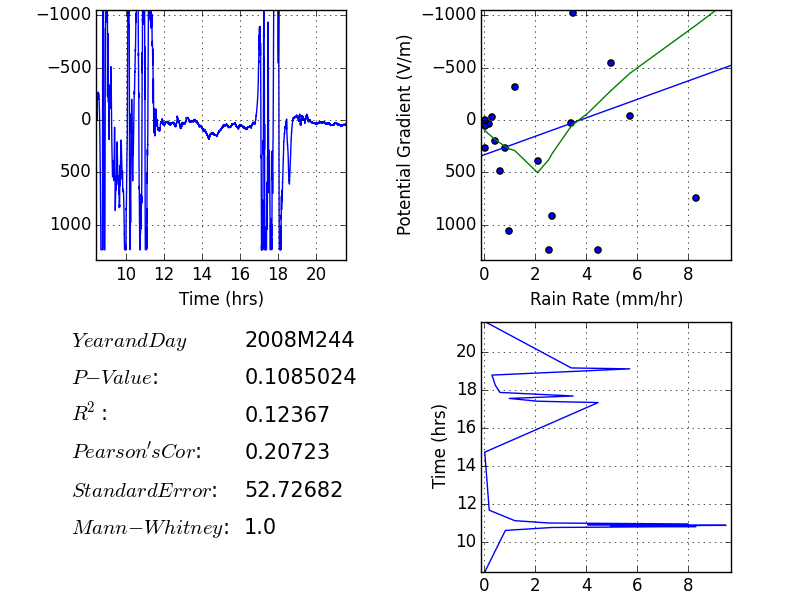 −1000
−500
0
500
1000
10 12 14 16 18 20
Time (hrs)
−1000
−500
0
500
1000
Potential Gradient (V/m)
0 2 4 6 8
Rain Rate (mm/hr)
YearandDay 2008M244
P−Value: 0.1085024
R²: 0.12367
Pearson'sCor: 0.20723
StandardError: 52.72682
Mann−Whitney: 1.0
20
18
16
14
12
10
Time (hrs)
0 2 4 6 8